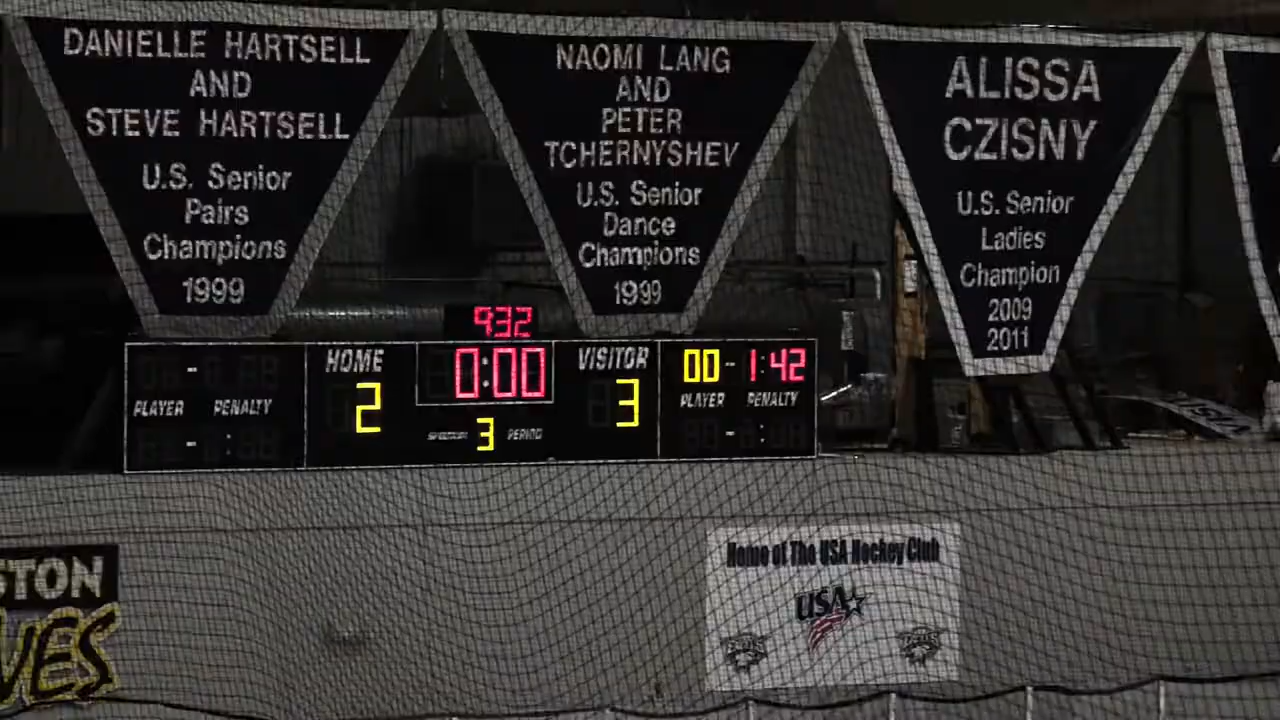 DANIELLE HARTSELL
AND
STEVE HARTSELL
U.S. Senior
Pairs
Champions
1999
NAOMI LANG
AND
PETER
TCHERNYSHEV
U.S. Senior
Dance
Champions
1999
ALISSA
CZISNY
U.S. Senior
Ladies
Champion
2009
2011
932
PLAYER PENALTY
HOME
2
0:00
3 PERIOD
VISITOR
3
00 - 1:42
PLAYER PENALTY
STON
VES
Home of The USA Hockey Club
USA